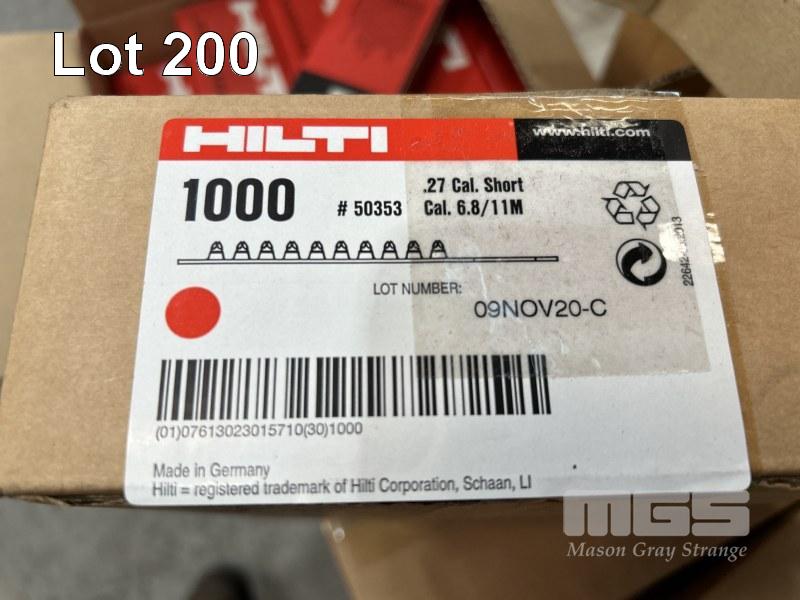 Lot 200
HILTI
www.hilti.com
1000
# 50353
.27 Cal. Short
Cal. 6.8/11M
LOT NUMBER:
09NOV20-C
(01)07613023015710(30)1000
Made in Germany
Hilti = registered trademark of Hilti Corporation, Schaan, LI
MGS
Mason Gray Strange